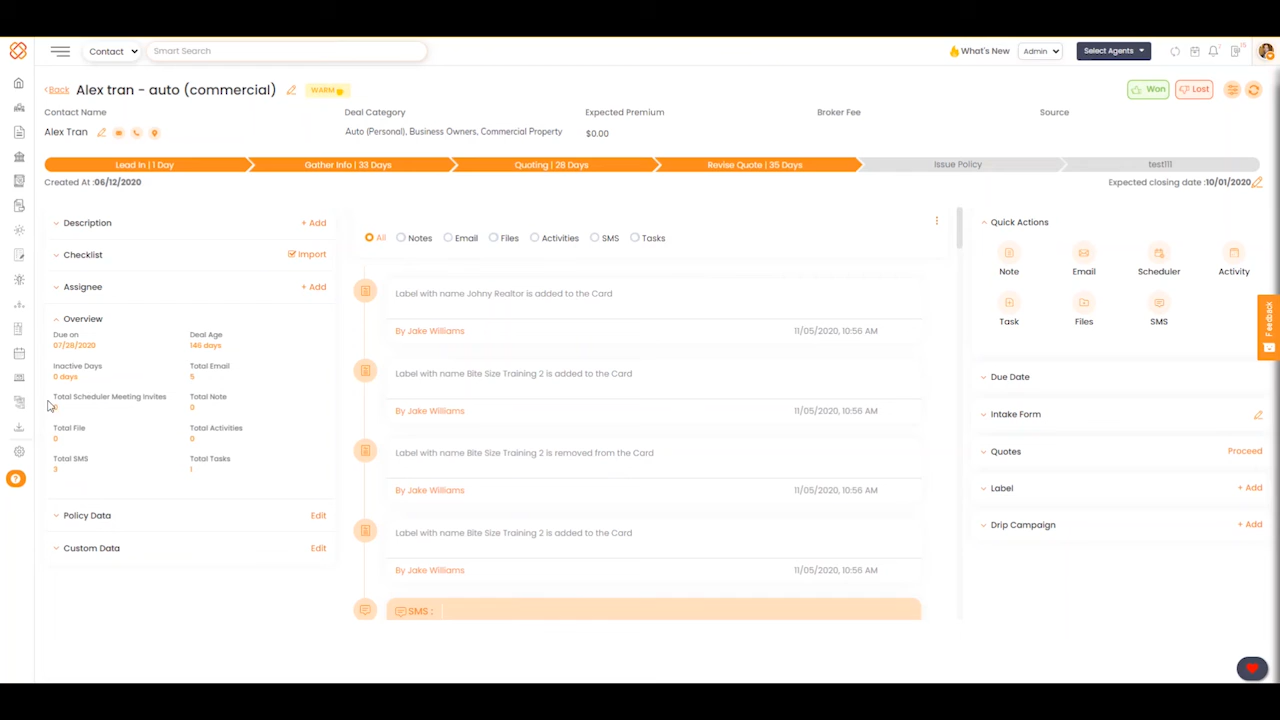 Contact
Smart Search
What's New
Admin
Select Agents
<Back
Alex tran - auto (commercial)
WARM
Won
Lost
Contact Name
Deal Category
Expected Premium
Broker Fee
Source
Alex Tran
Auto (Personal), Business Owners, Commercial Property
$0.00
Lead In | 1 Day
Gather Info | 33 Days
Quoting | 28 Days
Revise Quote | 35 Days
Issue Policy
test111
Created At :06/12/2020
Expected closing date :10/01/2020
Description
+ Add
Checklist
Import
Assignee
+ Add
Overview
Due on
Deal Age
07/28/2020
146 days
Inactive Days
Total Email
0 days
5
Total Scheduler Meeting Invites
Total Note
0
0
Total File
Total Activities
0
0
Total SMS
Total Tasks
3
1
Policy Data
Edit
Custom Data
Edit
All
Notes
Email
Files
Activities
SMS
Tasks
Label with name Johny Realtor is added to the Card
By Jake Williams
11/05/2020, 10:56 AM
Label with name Bite Size Training 2 is added to the Card
By Jake Williams
11/05/2020, 10:56 AM
Label with name Bite Size Training 2 is removed from the Card
By Jake Williams
11/05/2020, 10:56 AM
Label with name Bite Size Training 2 is added to the Card
By Jake Williams
11/05/2020, 10:56 AM
SMS :
Quick Actions
Note
Email
Scheduler
Activity
Task
Files
SMS
Due Date
Intake Form
Quotes
Proceed
Label
+ Add
Drip Campaign
+ Add
Feedback